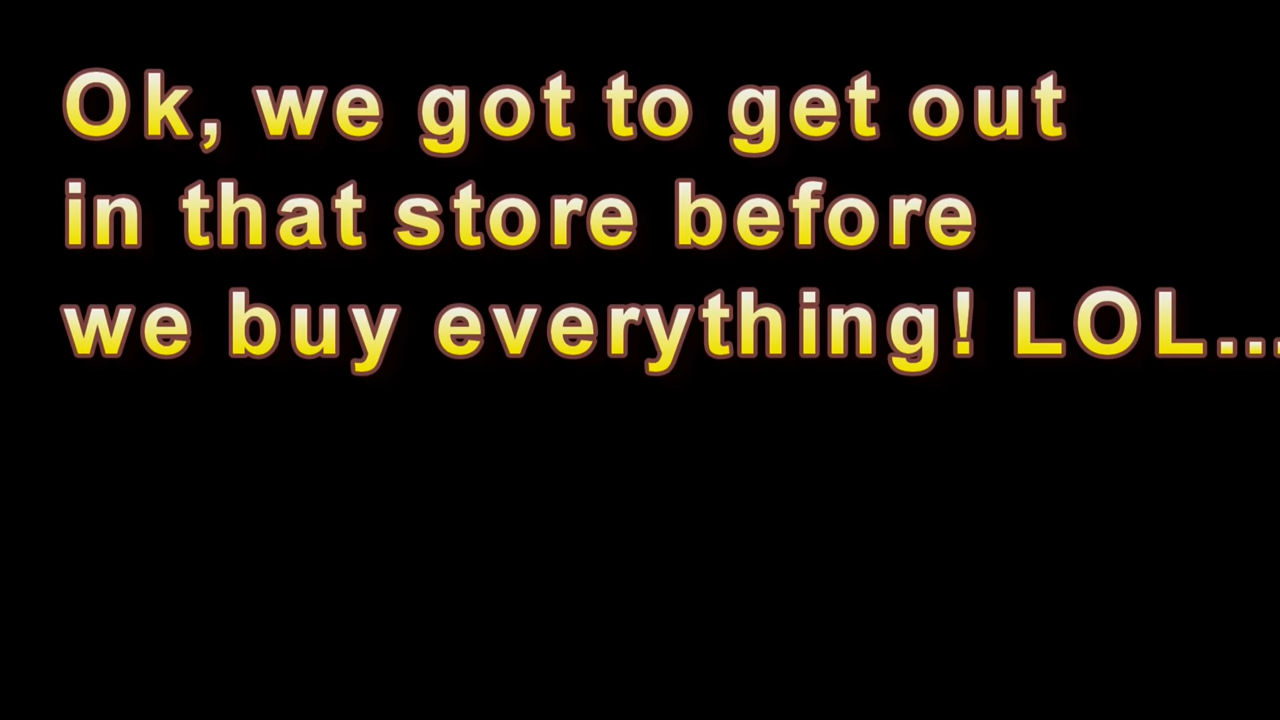 Ok, we got to get out
in that store before
we buy everything! LOL...